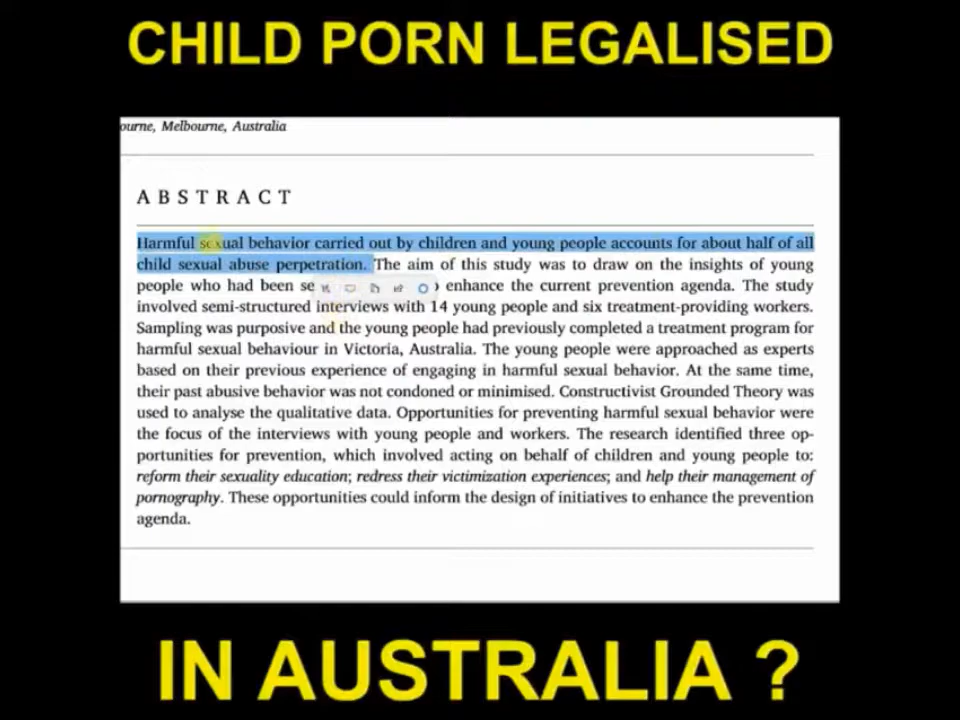 CHILD PORN LEGALISED
ourne, Melbourne, Australia
ABSTRACT
Harmful sexual behavior carried out by children and young people accounts for about half of all
child sexual abuse perpetration. The aim of this study was to draw on the insights of young
people who had been se enhance the current prevention agenda. The study
involved semi-structured interviews with 14 young people and six treatment-providing workers.
Sampling was purposive and the young people had previously completed a treatment program for
harmful sexual behaviour in Victoria, Australia. The young people were approached as experts
based on their previous experience of engaging in harmful sexual behavior. At the same time,
their past abusive behavior was not condoned or minimised. Constructivist Grounded Theory was
used to analyse the qualitative data. Opportunities for preventing harmful sexual behavior were
the focus of the interviews with young people and workers. The research identified three op-
portunities for prevention, which involved acting on behalf of children and young people to:
reform their sexuality education; redress their victimization experiences; and help their management of
pornography. These opportunities could inform the design of initiatives to enhance the prevention
agenda.
IN AUSTRALIA ?